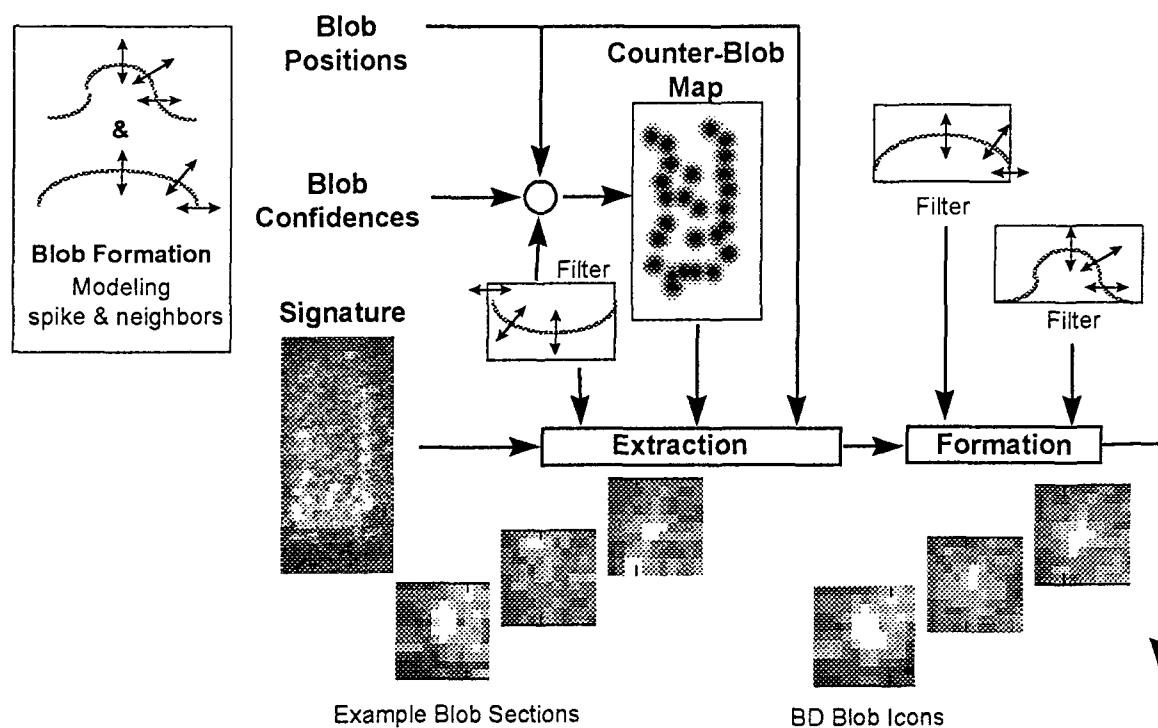 Blob
Positions
Counter-Blob
Map
&
Blob
Confidences
Blob Formation
Modeling
spike & neighbors
Filter
Signature
Filter
Filter
Extraction
Formation
Example Blob Sections
BD Blob Icons